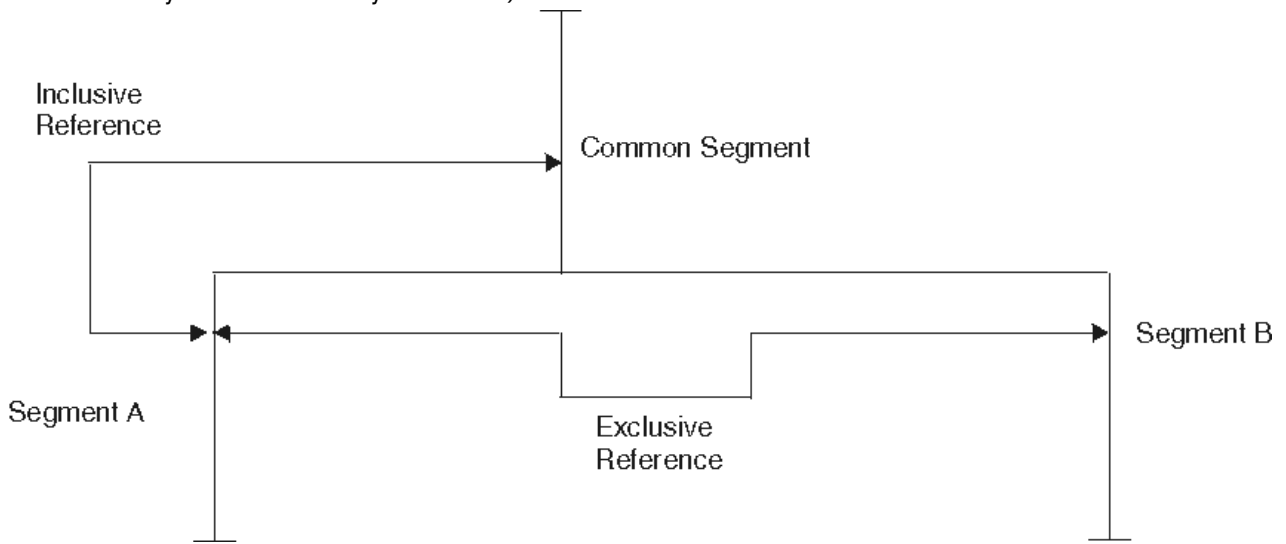 Inclusive
Reference
Common Segment
Segment B
Segment A
Exclusive
Reference